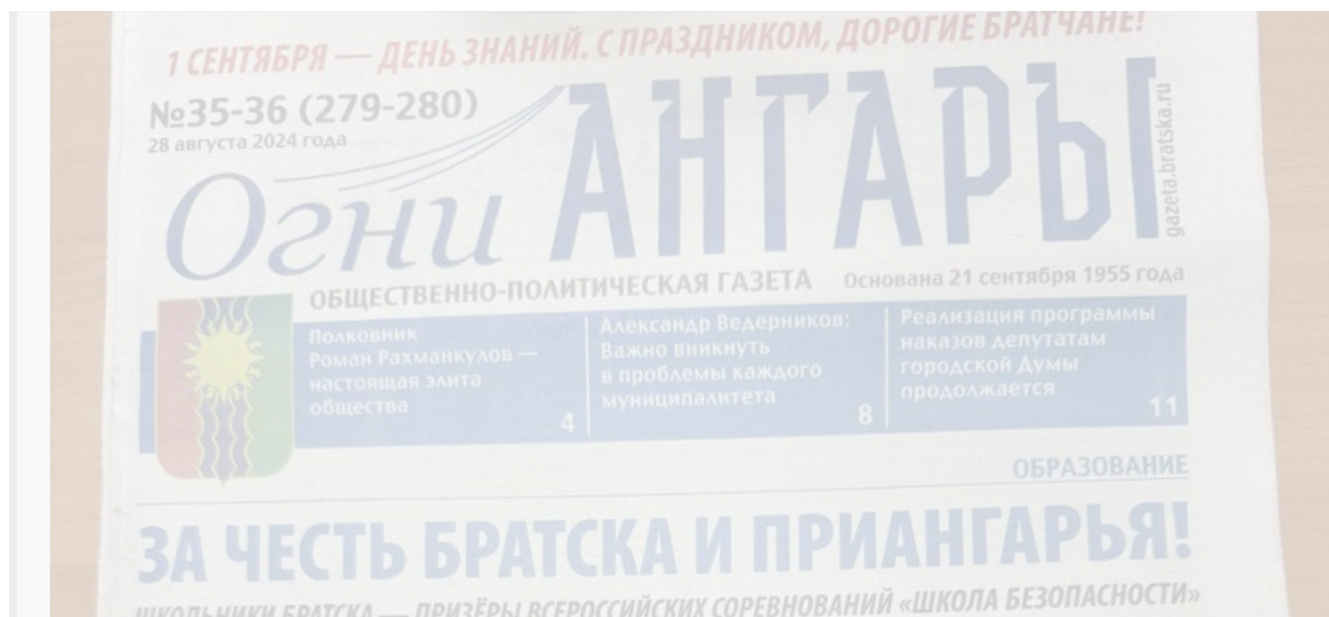 1 СЕНТЯБРЯ — ДЕНЬ ЗНАНИЙ. С ПРАЗДНИКОМ, ДОРОГИЕ БРАТЧАНЕ!
№35-36 (279-280)
28 августа 2024 года
Огни АНГАРЫ
gazeta.bratska.ru
ОБЩЕСТВЕННО-ПОЛИТИЧЕСКАЯ ГАЗЕТА Основана 21 сентября 1955 года
Полковник
Роман Рахманкулов —
настоящая элита
общества
4
Александр Ведерников:
Важно вникнуть
в проблемы каждого
муниципалитета
8
Реализация программы
наказов депутатам
городской Думы
продолжается
11
ОБРАЗОВАНИЕ
ЗА ЧЕСТЬ БРАТСКА И ПРИАНГАРЬЯ!
ШКОЛЬНИКИ БРАТСКА — ПРИЗЁРЫ ВСЕРОССИЙСКИХ СОРЕВНОВАНИЙ «ШКОЛА БЕЗОПАСНОСТИ»